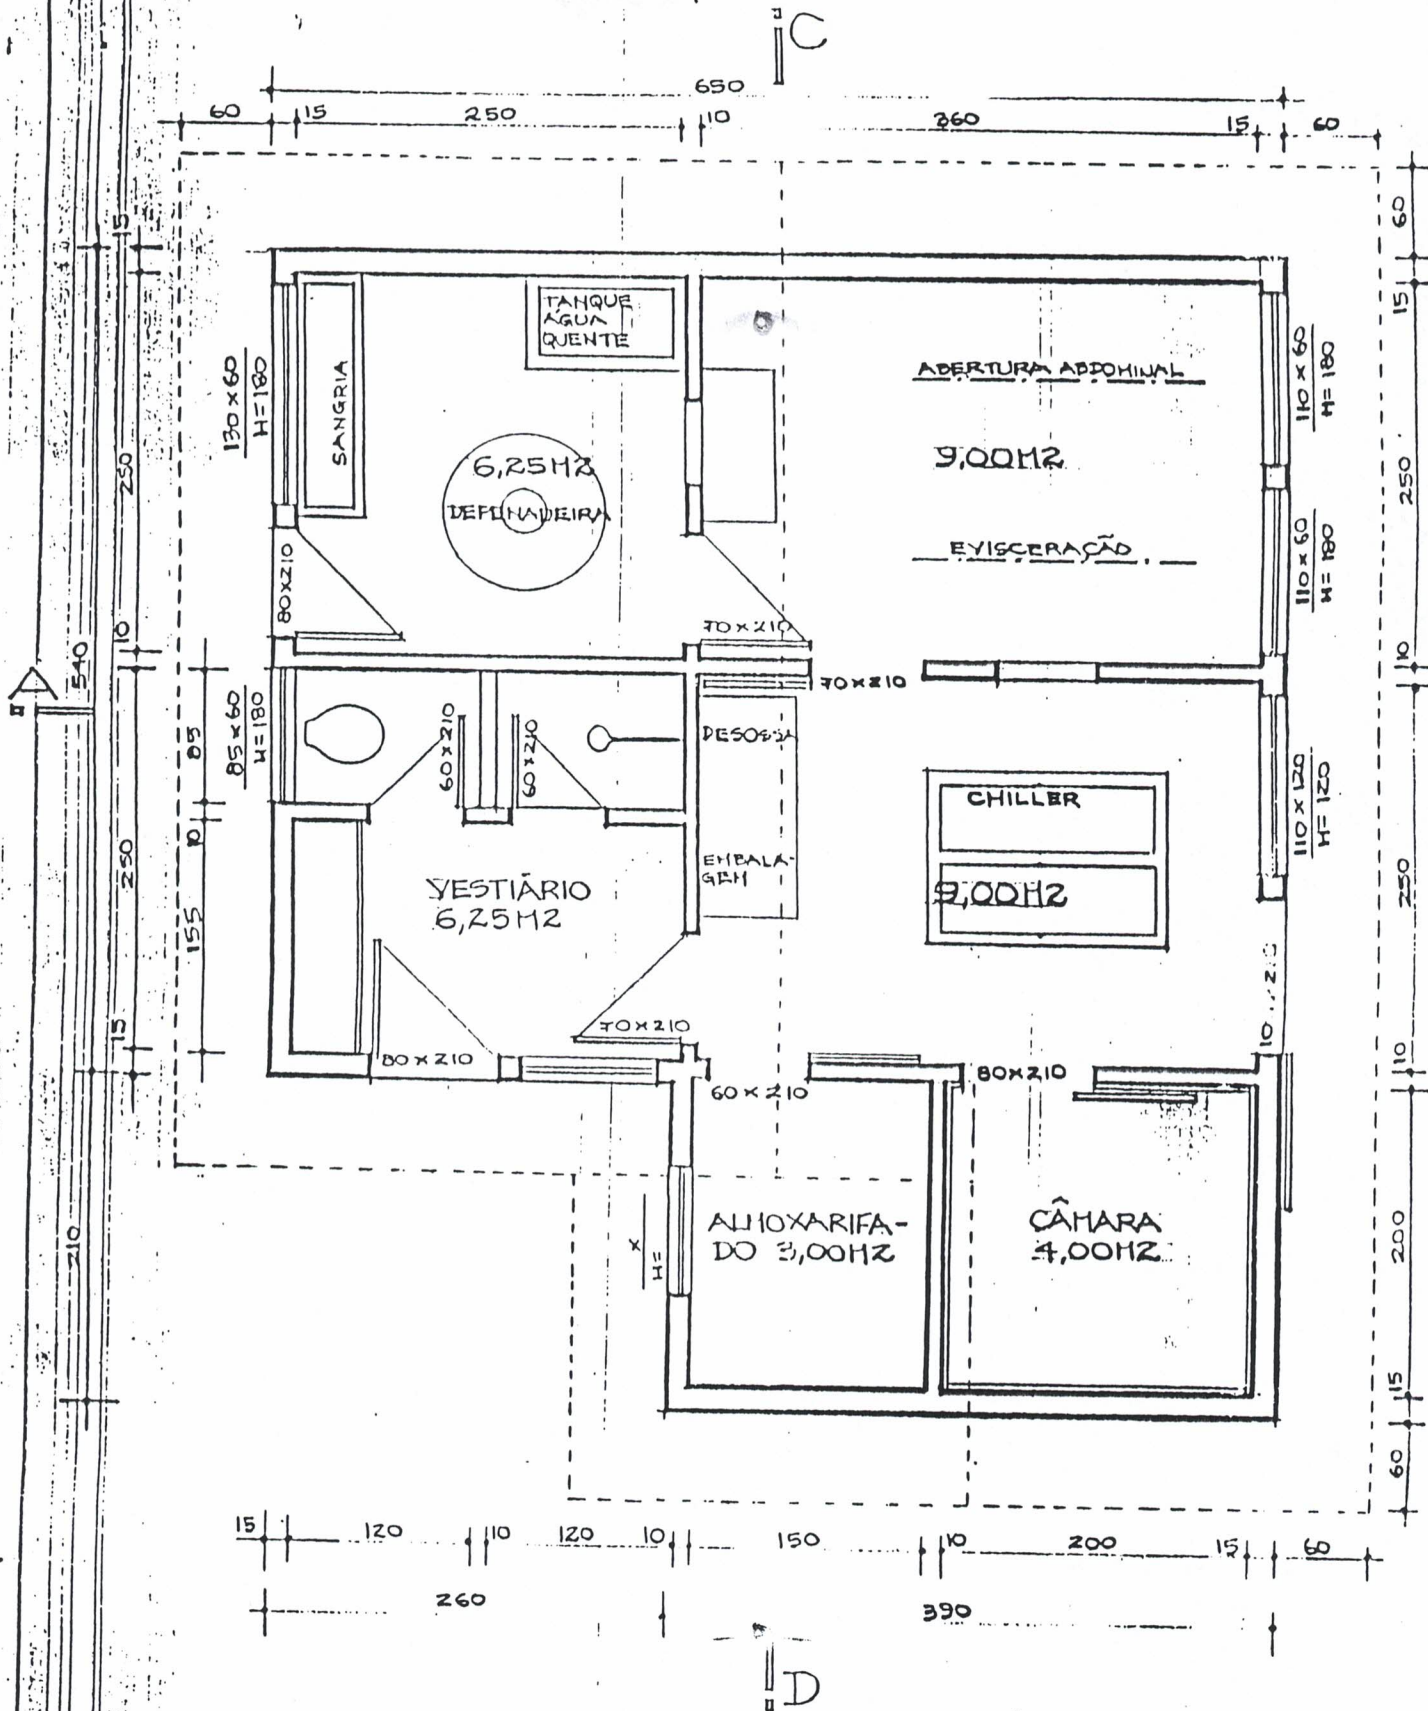 C
650
60 15 250 10 360 15 60
15
60
15
TANQUE
ÁGUA
QUENTE
SANGRIA
130x60
H=180
ABERTURA ABDOMINAL
110x60
H=180
6,25M2
9,00M2
250
250
DEPENADEIRA
EVISCERAÇÃO
110x60
H=180
80x210
70x210
10
10
540
70x210
85
85x60
H=180
60x210
60x210
DESOSSA
CHILLER
110x120
H=120
10
250
EMBALA-
GEM
VESTIÁRIO
6,25M2
9,00M2
250
155
15
70x210
80x210
60x210
80x210
10
210
ALMOXARIFA-
DO 3,00M2
CÂMARA
4,00M2
X
H=
200
15
60
15 120 10 120 10 150 10 200 15 60
260
390
D